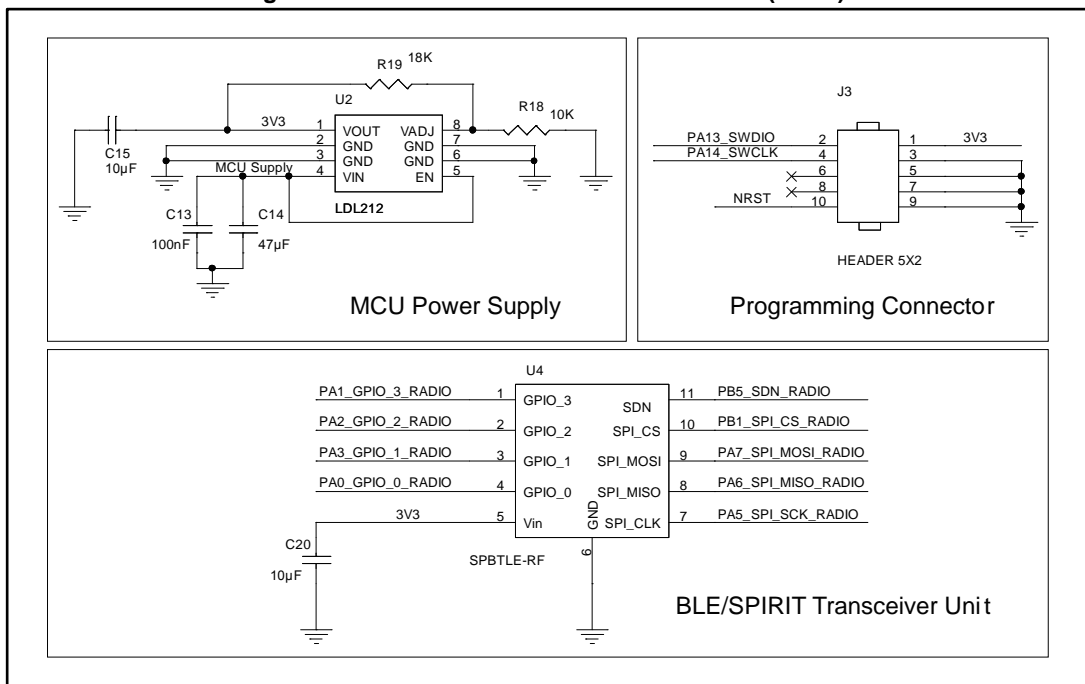 R19 18K
U2
R18 10K
3V3
1 VOUT VADJ 8
2 GND GND 7
3 GND GND 6
4 VIN EN 5
MCU Supply
LDL212
C15
10µF
C13
100nF
C14
47µF
MCU Power Supply
J3
PA13_SWDIO 2 1 3V3
PA14_SWCLK 4 3
6 5
8 7
NRST 10 9
HEADER 5X2
Programming Connector
U4
PA1_GPIO_3_RADIO 1 GPIO_3 SDN 11 PB5_SDN_RADIO
PA2_GPIO_2_RADIO 2 GPIO_2 SPI_CS 10 PB1_SPI_CS_RADIO
PA3_GPIO_1_RADIO 3 GPIO_1 SPI_MOSI 9 PA7_SPI_MOSI_RADIO
PA0_GPIO_0_RADIO 4 GPIO_0 SPI_MISO 8 PA6_SPI_MISO_RADIO
3V3 5 Vin GND SPI_CLK 7 PA5_SPI_SCK_RADIO
6
C20
10µF
SPBTLE-RF
BLE/SPIRIT Transceiver Unit